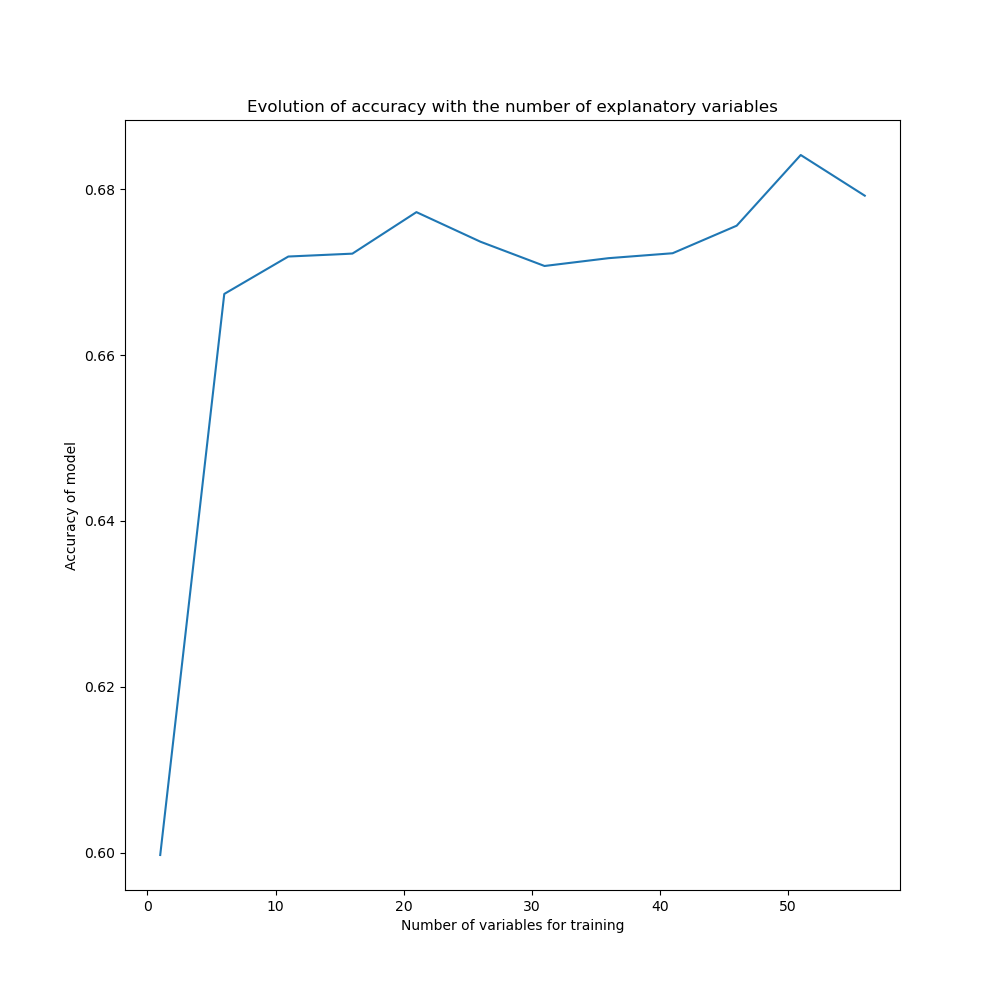 Evolution of accuracy with the number of explanatory variables
0.68
0.66
0.64
0.62
0.60
Accuracy of model
0 10 20 30 40 50
Number of variables for training